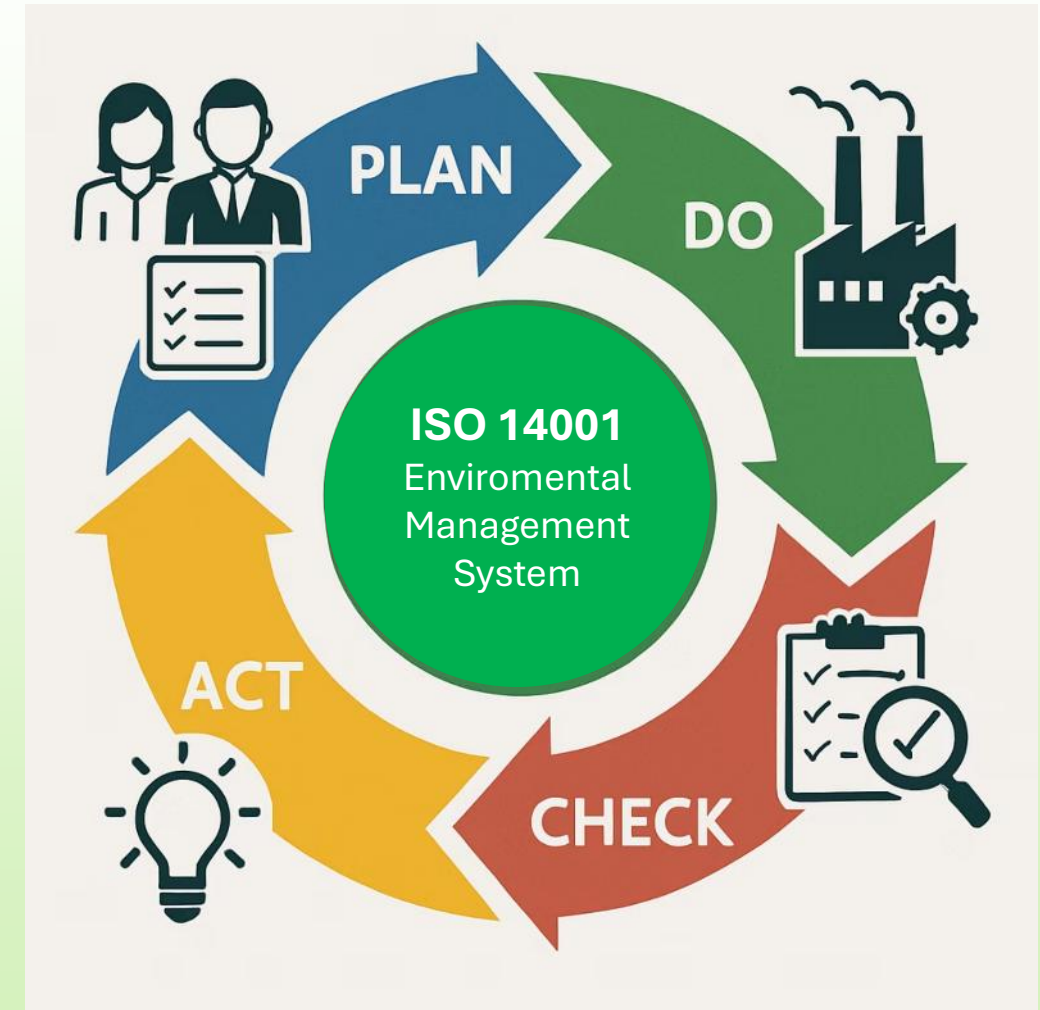 PLAN
DO
ISO 14001
Enviromental
Management
System
ACT
CHECK